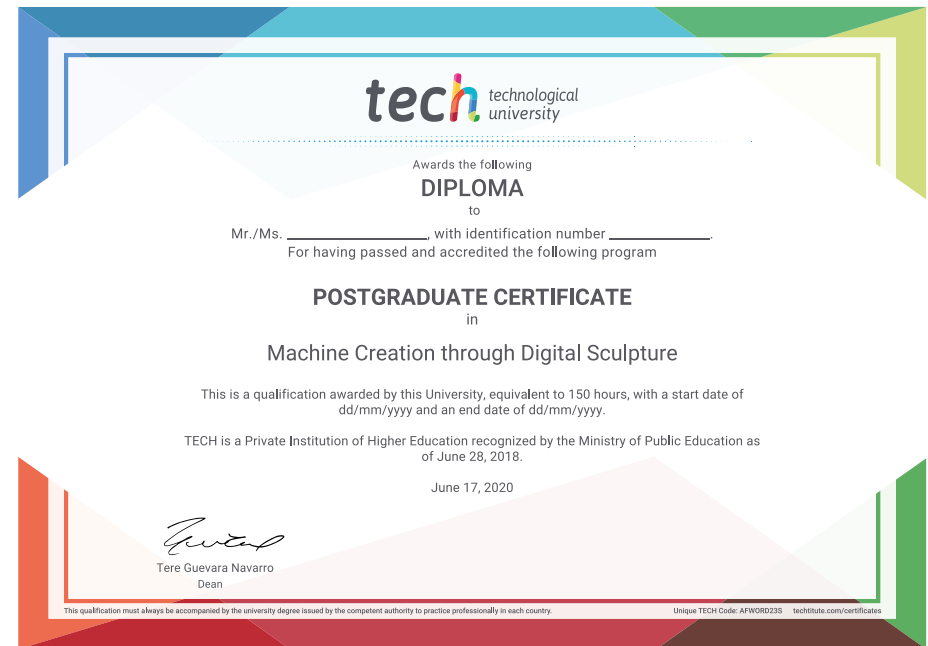 tech technological
university
Awards the following
DIPLOMA
to
Mr./Ms. ____________________, with identification number ______________.
For having passed and accredited the following program
POSTGRADUATE CERTIFICATE
in
Machine Creation through Digital Sculpture
This is a qualification awarded by this University, equivalent to 150 hours, with a start date of
dd/mm/yyyy and an end date of dd/mm/yyyy.
TECH is a Private Institution of Higher Education recognized by the Ministry of Public Education as
of June 28, 2018.
June 17, 2020
Tere Guevara Navarro
Dean
This qualification must always be accompanied by the university degree issued by the competent authority to practice professionally in each country. Unique TECH Code: AFWORD23S techtitute.com/certificates